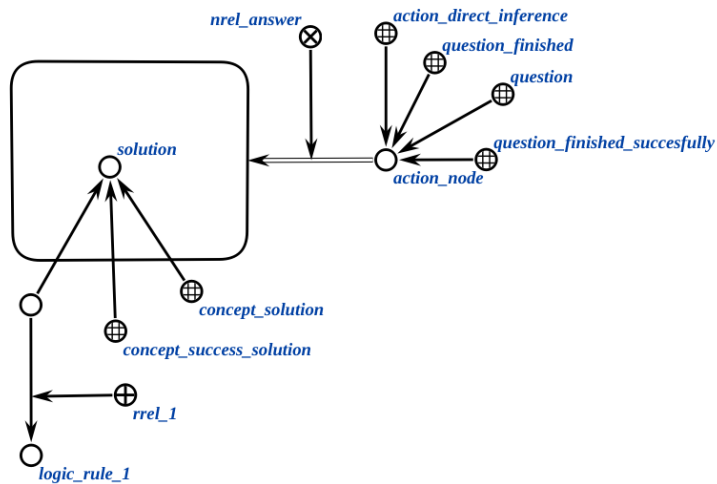 action_direct_inference
nrel_answer
question_finished
question
question_finished_succesfully
solution
action_node
concept_solution
concept_success_solution
rrel_1
logic_rule_1